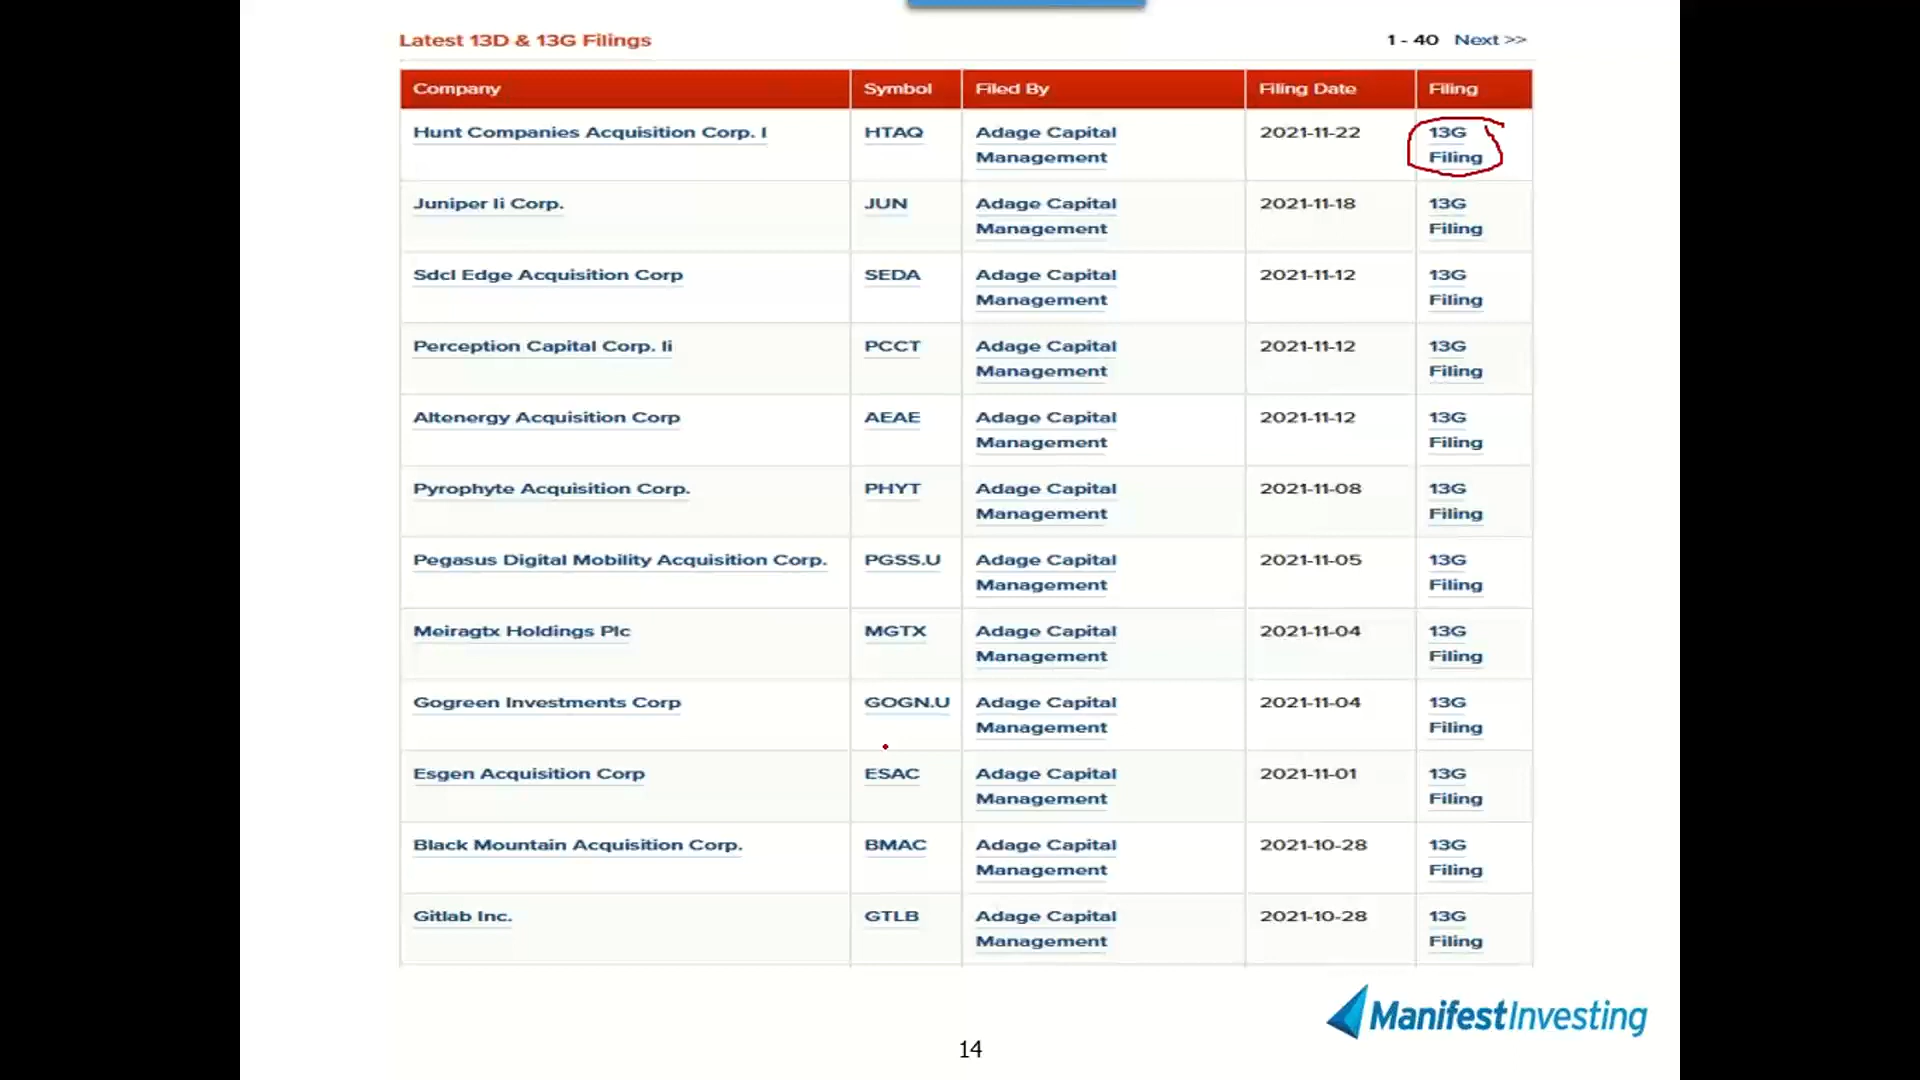 Latest 13D & 13G Filings 1 - 40 Next >>
Company Symbol Filed By Filing Date Filing
Hunt Companies Acquisition Corp. I HTAQ Adage Capital 2021-11-22 13G
Management Filing
Juniper Ii Corp. JUN Adage Capital 2021-11-18 13G
Management Filing
Sdcl Edge Acquisition Corp SEDA Adage Capital 2021-11-12 13G
Management Filing
Perception Capital Corp. Ii PCCT Adage Capital 2021-11-12 13G
Management Filing
Altenergy Acquisition Corp AEAE Adage Capital 2021-11-12 13G
Management Filing
Pyrophyte Acquisition Corp. PHYT Adage Capital 2021-11-08 13G
Management Filing
Pegasus Digital Mobility Acquisition Corp. PGSS.U Adage Capital 2021-11-05 13G
Management Filing
Meiragtx Holdings Plc MGTX Adage Capital 2021-11-04 13G
Management Filing
Gogreen Investments Corp GOGN.U Adage Capital 2021-11-04 13G
Management Filing
Esgen Acquisition Corp ESAC Adage Capital 2021-11-01 13G
Management Filing
Black Mountain Acquisition Corp. BMAC Adage Capital 2021-10-28 13G
Management Filing
Gitlab Inc. GTLB Adage Capital 2021-10-28 13G
Management Filing
ManifestInvesting
14